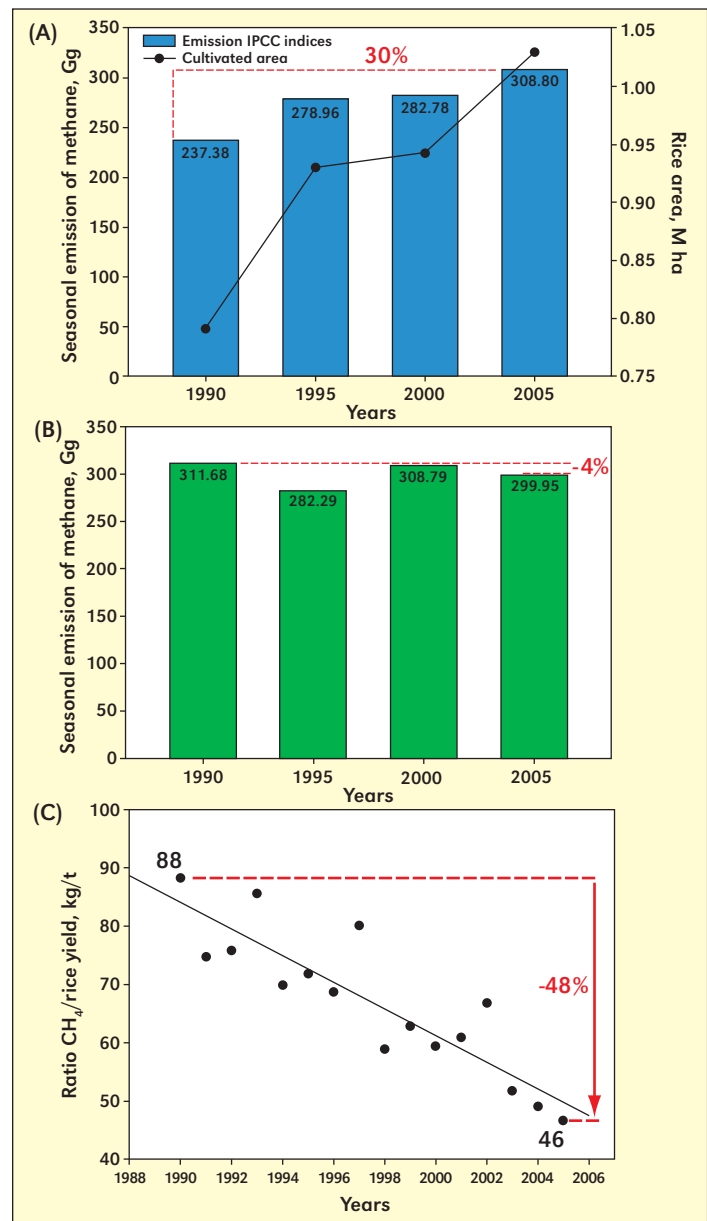 (A)
Emission IPCC indices
Cultivated area
30%
Seasonal emission of methane, Gg
350
300
250
200
150
100
50
0
237.38
278.96
282.78
308.80
1.05
1.00
0.95
0.90
0.85
0.80
0.75
Rice area, M ha
1990 1995 2000 2005
Years
(B)
Seasonal emission of methane, Gg
350
300
250
200
150
100
50
0
311.68
282.29
308.79
299.95
-4%
1990 1995 2000 2005
Years
(C)
Ratio CH₄/rice yield, kg/t
100
90
80
70
60
50
40
88
-48%
46
1988 1990 1992 1994 1996 1998 2000 2002 2004 2006
Years